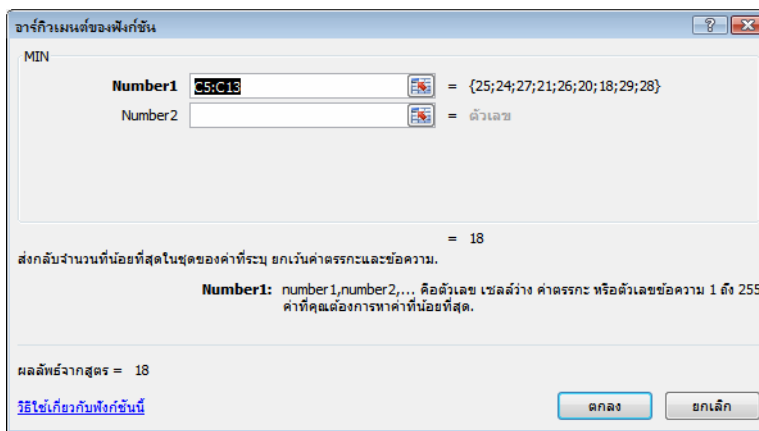 อาร์กิวเมนต์ของฟังก์ชัน
MIN
Number1 C5:C13 = {25;24;27;21;26;20;18;29;28}
Number2 = ตัวเลข
= 18
ส่งกลับจำนวนที่น้อยที่สุดในชุดของค่าที่ระบุ ยกเว้นค่าตรรกะและข้อความ.
Number1: number1,number2,... คือตัวเลข เซลล์ว่าง ค่าตรรกะ หรือตัวเลขข้อความ 1 ถึง 255
ค่าที่คุณต้องการหาค่าที่น้อยที่สุด.
ผลลัพธ์จากสูตร = 18
วิธีใช้เกี่ยวกับฟังก์ชันนี้ ตกลง ยกเลิก